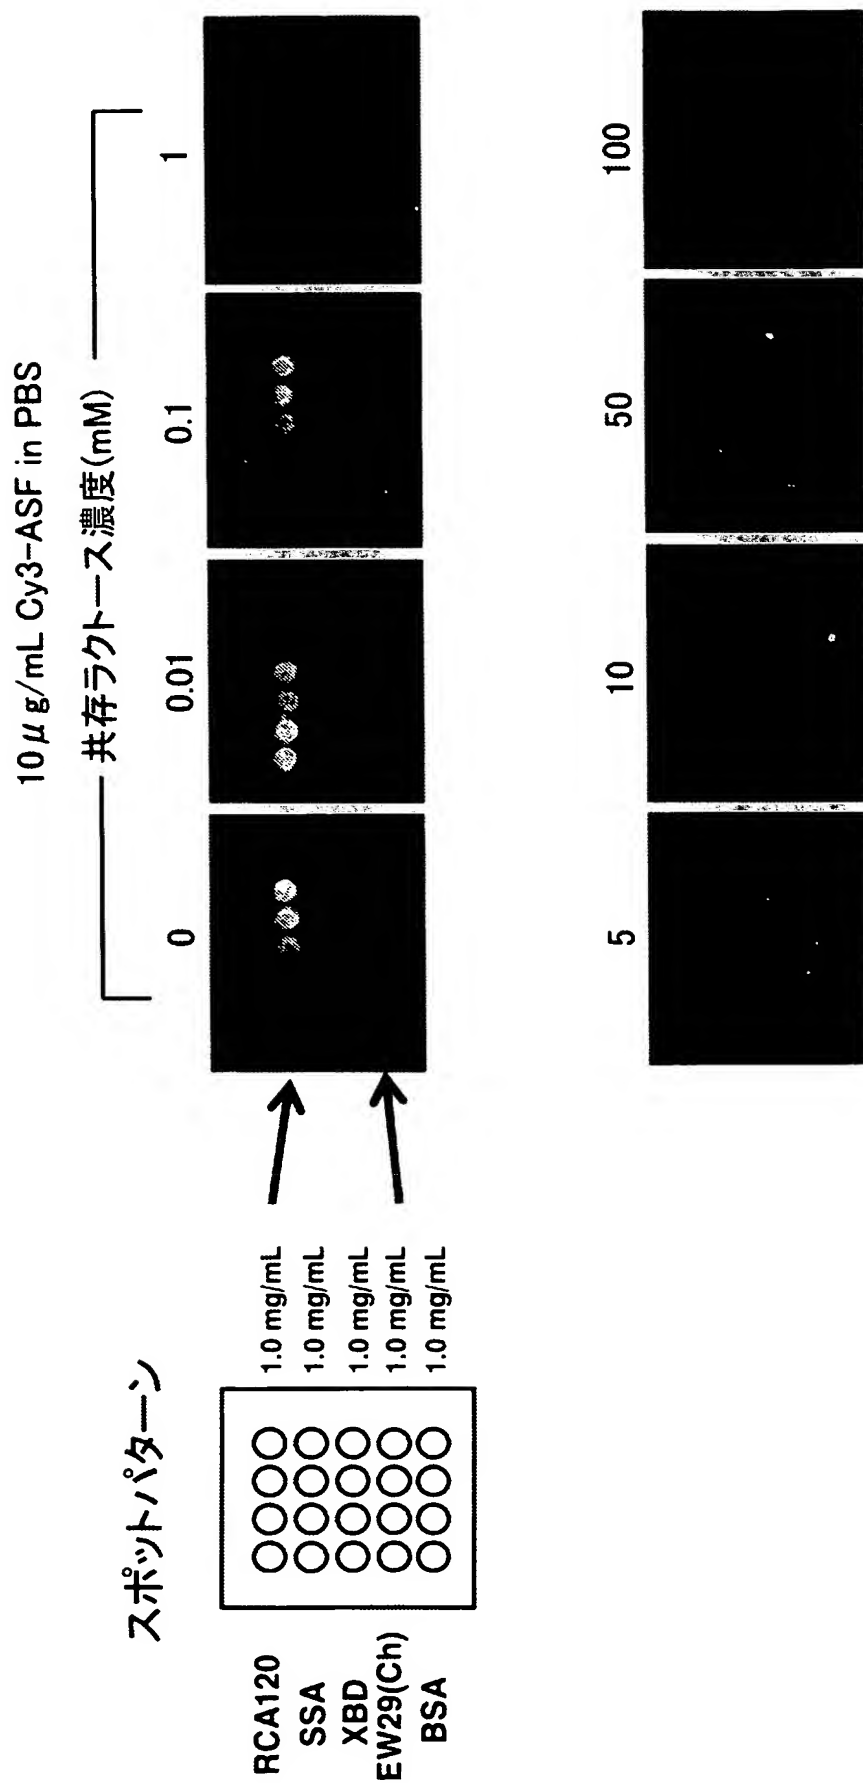 10μg/mL Cy3-ASF in PBS
共存ラクトース濃度(mM)
0 0.01 0.1 1
スポットパターン
RCA120 1.0 mg/mL
SSA 1.0 mg/mL
XBD 1.0 mg/mL
EW29(Ch) 1.0 mg/mL
BSA 1.0 mg/mL
5 10 50 100